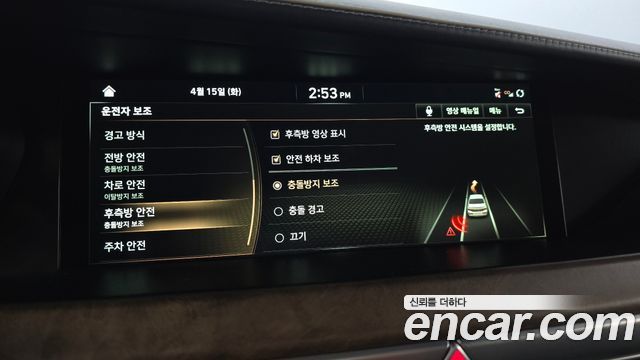 4월 15일 (화)
2:53 PM
운전자 보조
영상 매뉴얼
메뉴
경고 방식
전방 안전
충돌방지 보조
차로 안전
이탈방지 보조
후측방 안전
충돌방지 보조
주차 안전
후측방 영상 표시
안전 하차 보조
충돌방지 보조
충돌 경고
끄기
후측방 안전 시스템을 설정합니다.
신뢰를 더하다
encar.com